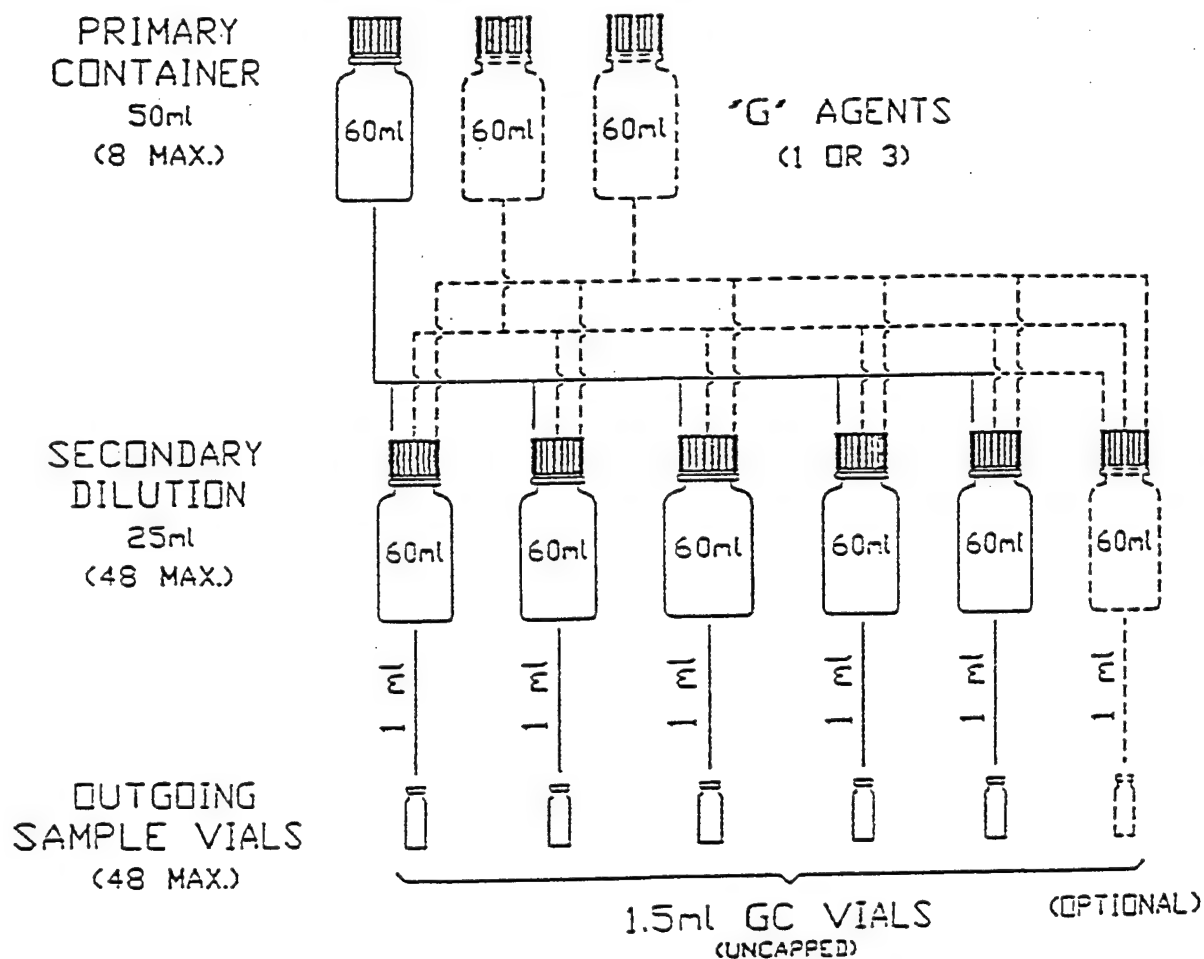 PRIMARY
CONTAINER
50ml
(8 MAX.)
60ml
60ml
60ml
"G" AGENTS
(1 OR 3)
SECONDARY
DILUTION
25ml
(48 MAX.)
60ml
60ml
60ml
60ml
60ml
60ml
1 ml
1 ml
1 ml
1 ml
1 ml
1 ml
OUTGOING
SAMPLE VIALS
(48 MAX.)
1.5ml GC VIALS
(UNCAPPED)
(OPTIONAL)